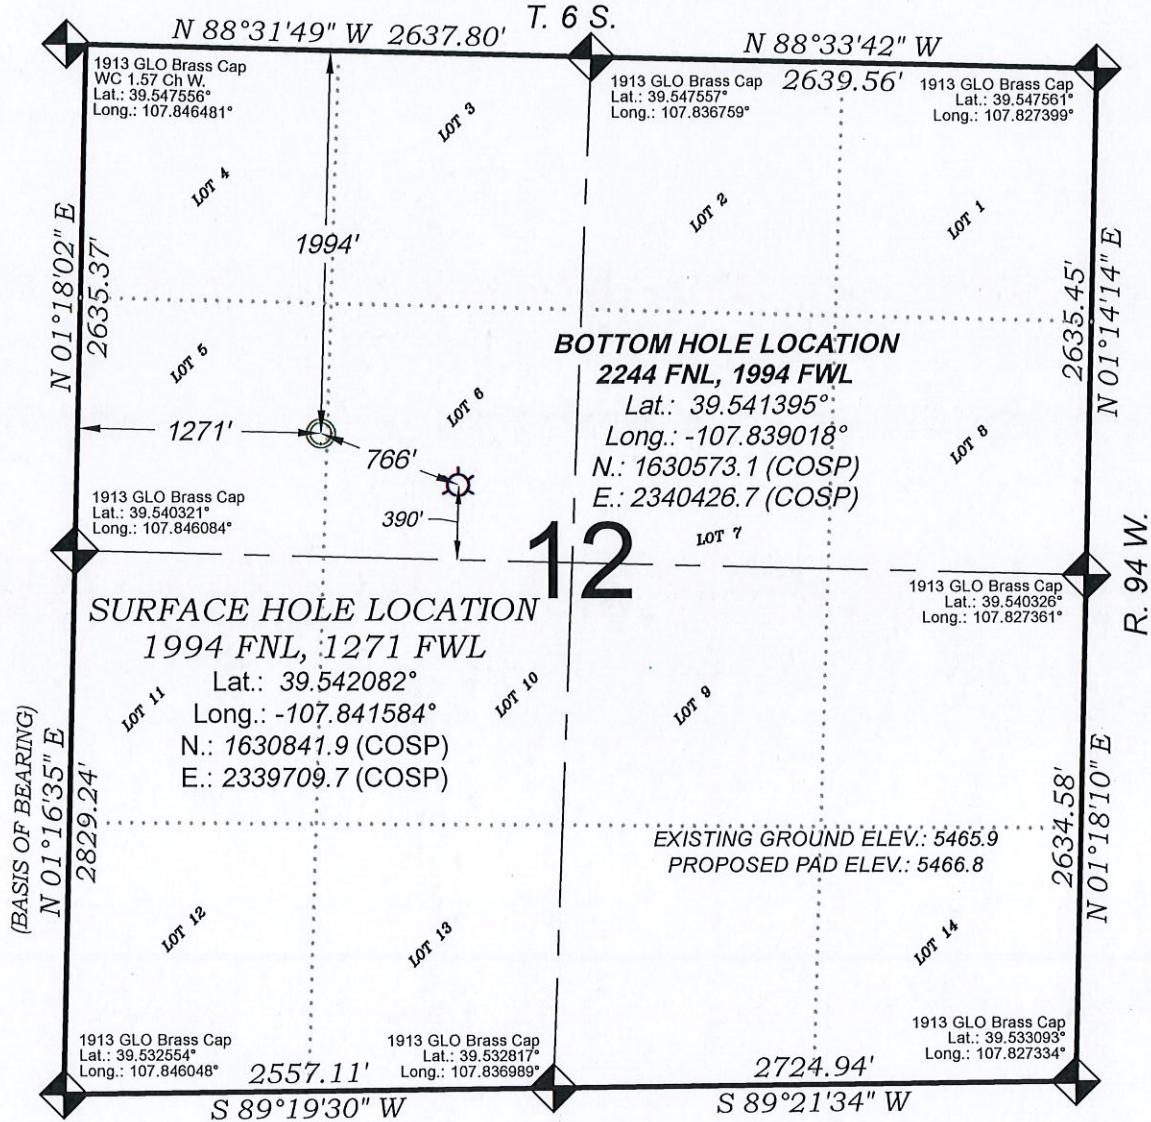 T. 6 S.
N 88°31'49" W 2637.80'
N 88°33'42" W
2639.56'
1913 GLO Brass Cap
WC 1.57 Ch W.
Lat.: 39.547556°
Long.: 107.846481°
1913 GLO Brass Cap
Lat.: 39.547557°
Long.: 107.836759°
1913 GLO Brass Cap
Lat.: 39.547561°
Long.: 107.827399°
LOT 3
LOT 4
LOT 2
LOT 1
N 01°18'02" E
2635.37'
1994'
2635.45'
N 01°14'14" E
LOT 5
LOT 6
BOTTOM HOLE LOCATION
2244 FNL, 1994 FWL
Lat.: 39.541395°
Long.: -107.839018°
N.: 1630573.1 (COSP)
E.: 2340426.7 (COSP)
LOT 8
1271'
766'
390'
1913 GLO Brass Cap
Lat.: 39.540321°
Long.: 107.846084°
12
LOT 7
R. 94 W.
1913 GLO Brass Cap
Lat.: 39.540326°
Long.: 107.827361°
SURFACE HOLE LOCATION
1994 FNL, 1271 FWL
Lat.: 39.542082°
Long.: -107.841584°
N.: 1630841.9 (COSP)
E.: 2339709.7 (COSP)
LOT 11
LOT 10
LOT 9
(BASIS OF BEARING)
N 01°16'35" E
2829.24'
2634.58'
N 01°18'10" E
EXISTING GROUND ELEV.: 5465.9
PROPOSED PAD ELEV.: 5466.8
LOT 12
LOT 13
LOT 14
1913 GLO Brass Cap
Lat.: 39.532554°
Long.: 107.846048°
1913 GLO Brass Cap
Lat.: 39.532817°
Long.: 107.836989°
1913 GLO Brass Cap
Lat.: 39.533093°
Long.: 107.827334°
2557.11'
S 89°19'30" W
2724.94'
S 89°21'34" W